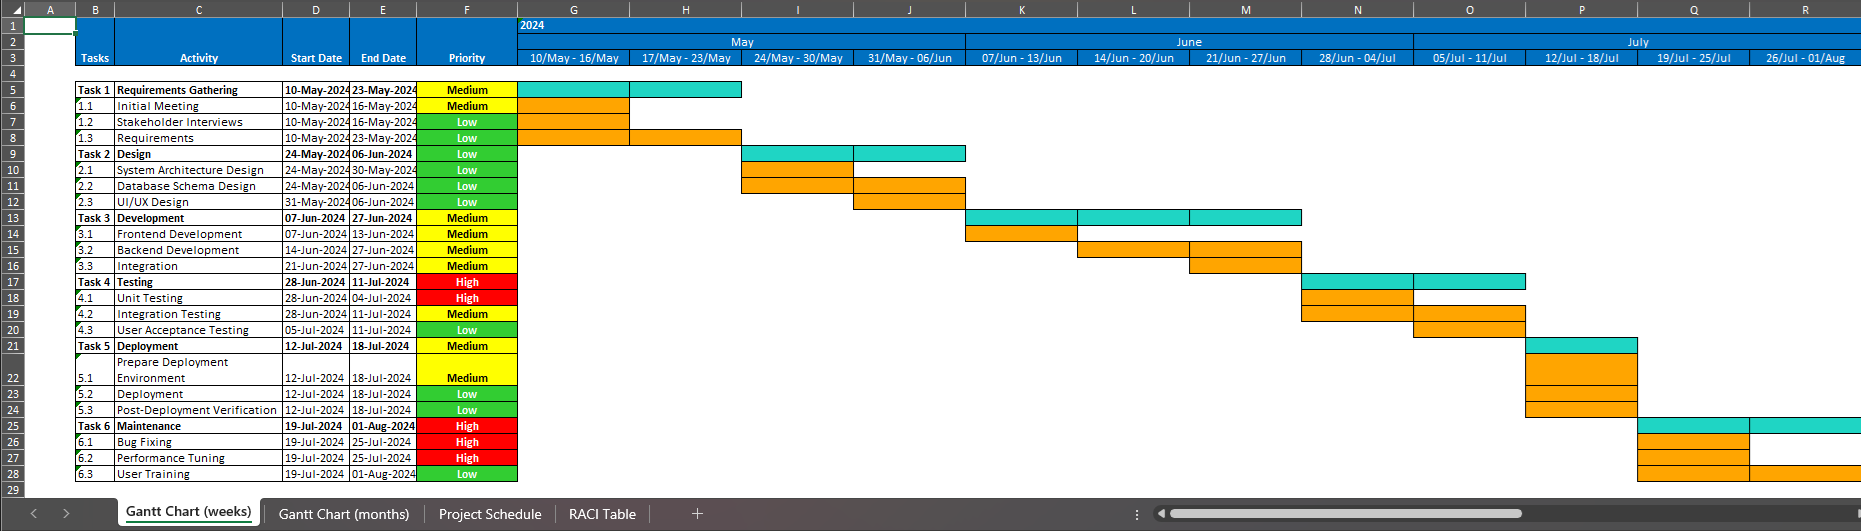 A B C D E F G H I J K L M N O P Q R
1 2024
2 May June July
3 Tasks Activity Start Date End Date Priority 10/May - 16/May 17/May - 23/May 24/May - 30/May 31/May - 06/Jun 07/Jun - 13/Jun 14/Jun - 20/Jun 21/Jun - 27/Jun 28/Jun - 04/Jul 05/Jul - 11/Jul 12/Jul - 18/Jul 19/Jul - 25/Jul 26/Jul - 01/Aug
4
5 Task 1 Requirements Gathering 10-May-2024 23-May-2024 Medium
6 1.1 Initial Meeting 10-May-2024 16-May-2024 Medium
7 1.2 Stakeholder Interviews 10-May-2024 16-May-2024 Low
8 1.3 Requirements 10-May-2024 23-May-2024 Low
9 Task 2 Design 24-May-2024 06-Jun-2024 Low
10 2.1 System Architecture Design 24-May-2024 30-May-2024 Low
11 2.2 Database Schema Design 24-May-2024 06-Jun-2024 Low
12 2.3 UI/UX Design 31-May-2024 06-Jun-2024 Low
13 Task 3 Development 07-Jun-2024 27-Jun-2024 Medium
14 3.1 Frontend Development 07-Jun-2024 13-Jun-2024 Medium
15 3.2 Backend Development 14-Jun-2024 27-Jun-2024 Medium
16 3.3 Integration 21-Jun-2024 27-Jun-2024 Medium
17 Task 4 Testing 28-Jun-2024 11-Jul-2024 High
18 4.1 Unit Testing 28-Jun-2024 04-Jul-2024 High
19 4.2 Integration Testing 28-Jun-2024 11-Jul-2024 Medium
20 4.3 User Acceptance Testing 05-Jul-2024 11-Jul-2024 Low
21 Task 5 Deployment 12-Jul-2024 18-Jul-2024 Medium
Prepare Deployment
22 5.1 Environment 12-Jul-2024 18-Jul-2024 Medium
23 5.2 Deployment 12-Jul-2024 18-Jul-2024 Low
24 5.3 Post-Deployment Verification 12-Jul-2024 18-Jul-2024 Low
25 Task 6 Maintenance 19-Jul-2024 01-Aug-2024 High
26 6.1 Bug Fixing 19-Jul-2024 25-Jul-2024 High
27 6.2 Performance Tuning 19-Jul-2024 25-Jul-2024 High
28 6.3 User Training 19-Jul-2024 01-Aug-2024 Low
29
Gantt Chart (weeks) Gantt Chart (months) Project Schedule RACI Table